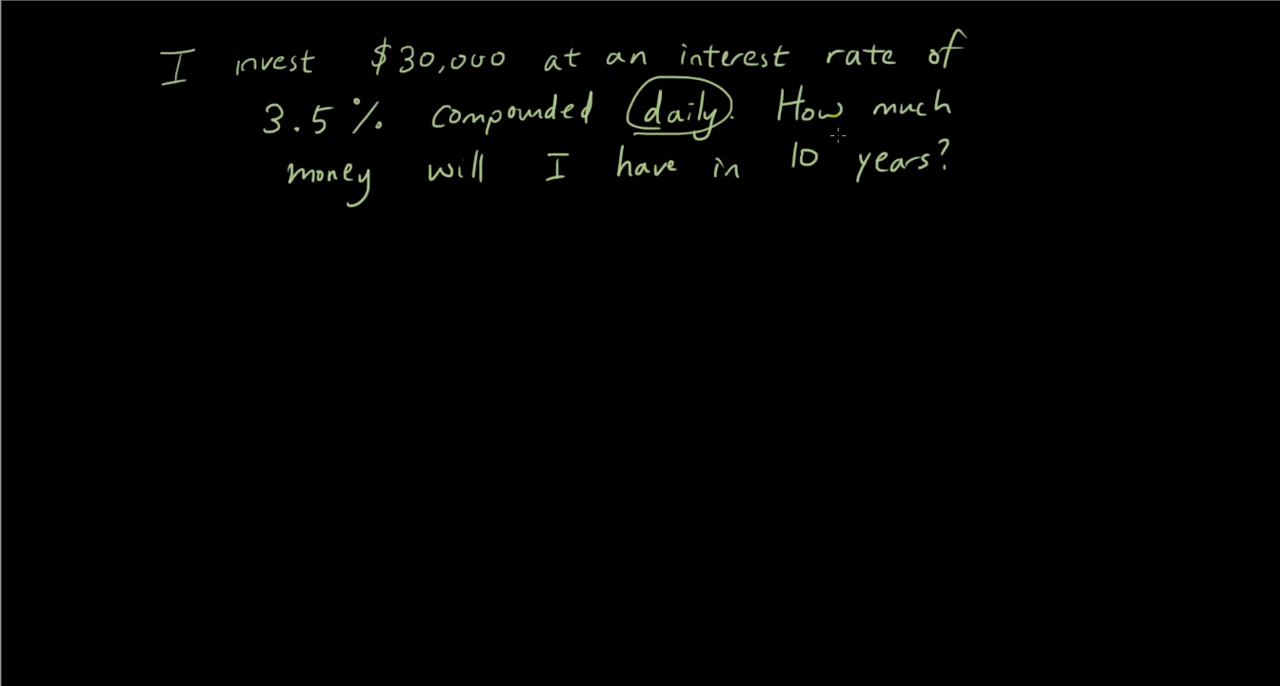 I invest $30,000 at an interest rate of
3.5% compounded daily. How much
money will I have in 10 years?